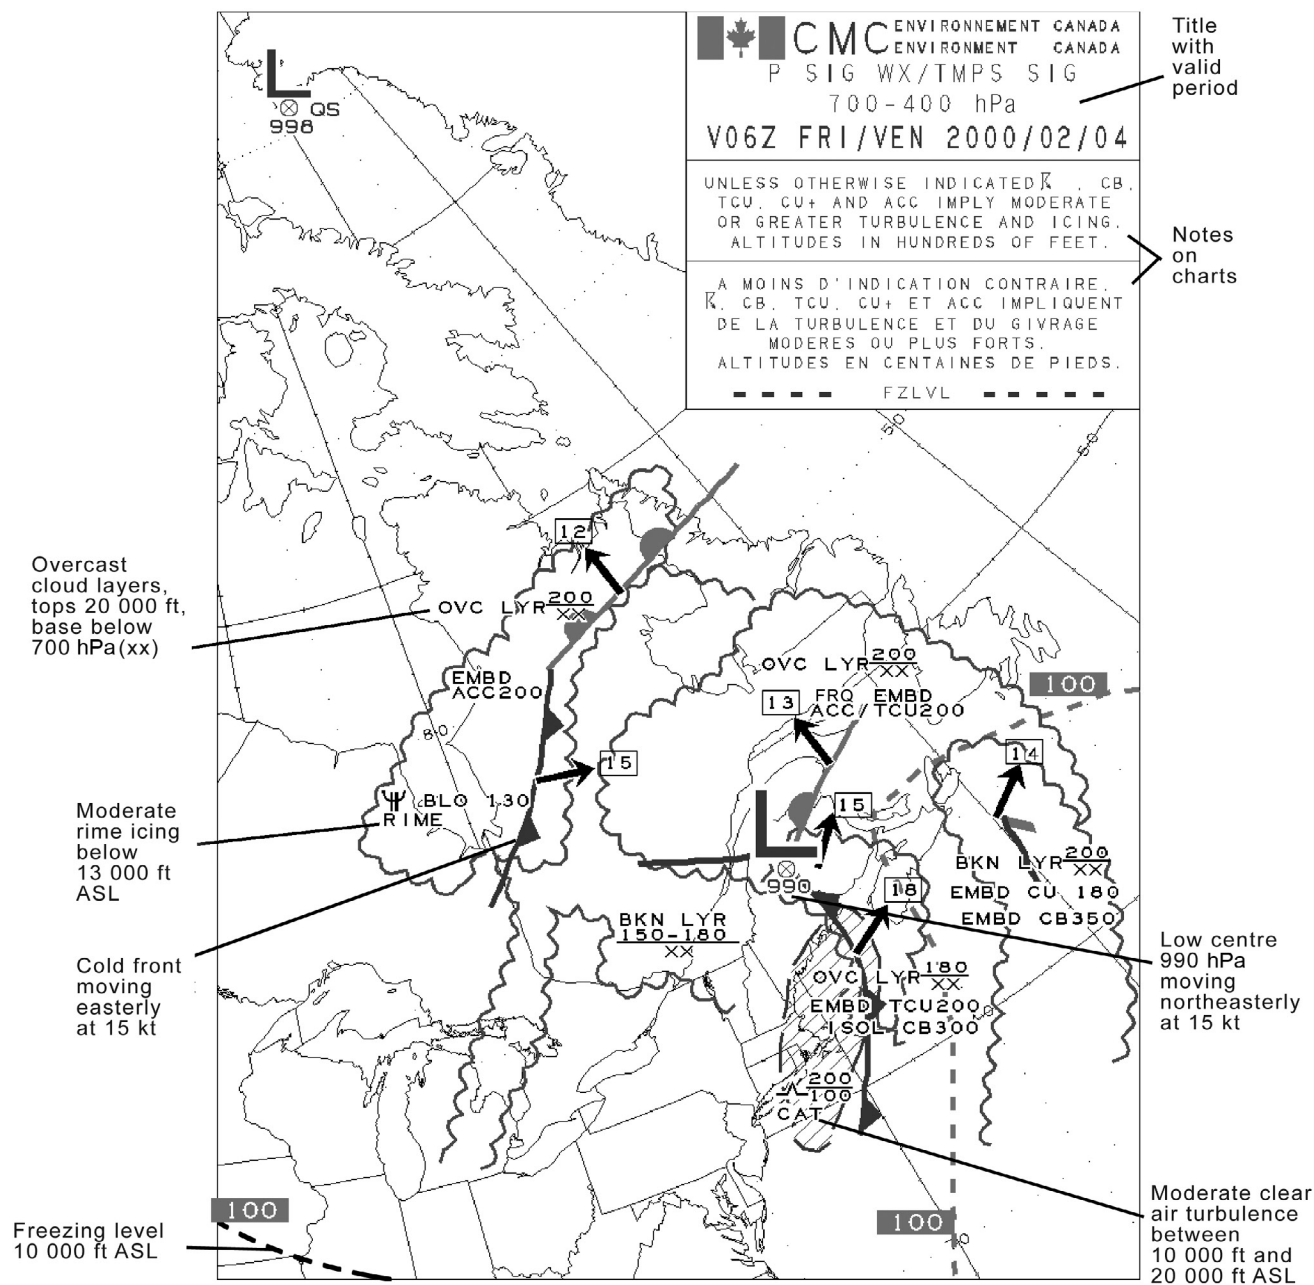 ENVIRONNEMENT CANADA
CMC
ENVIRONMENT CANADA
P SIG WX/TMPS SIG
700-400 hPa
V06Z FRI/VEN 2000/02/04
Title
with
valid
period
UNLESS OTHERWISE INDICATED , CB,
TCU, CU+ AND ACC IMPLY MODERATE
OR GREATER TURBULENCE AND ICING.
ALTITUDES IN HUNDREDS OF FEET.
Notes
on
charts
A MOINS D'INDICATION CONTRAIRE,
, CB, TCU, CU+ ET ACC IMPLIQUENT
DE LA TURBULENCE ET DU GIVRAGE
MODERES OU PLUS FORTS.
ALTITUDES EN CENTAINES DE PIEDS.
FZLVL
L
QS
998
50
12
Overcast
cloud layers,
tops 20 000 ft,
base below
700 hPa(xx)
OVC LYR 200
XX
EMBD
ACC200
80
15
BLO 130
RIME
Moderate
rime icing
below
13 000 ft
ASL
OVC LYR 200
XX
FRQ EMBD
ACC/TCU200
13
100
14
15
L
990
18
BKN LYR 200
XX
EMBD CU 180
EMBD CB350
BKN LYR
150-180
XX
Cold front
moving
easterly
at 15 kt
Low centre
990 hPa
moving
northeasterly
at 15 kt
OVC LYR 180
XX
EMBD TCU200
ISOL CB300
200
100
CAT
100
Freezing level
10 000 ft ASL
100
Moderate clear
air turbulence
between
10 000 ft and
20 000 ft ASL